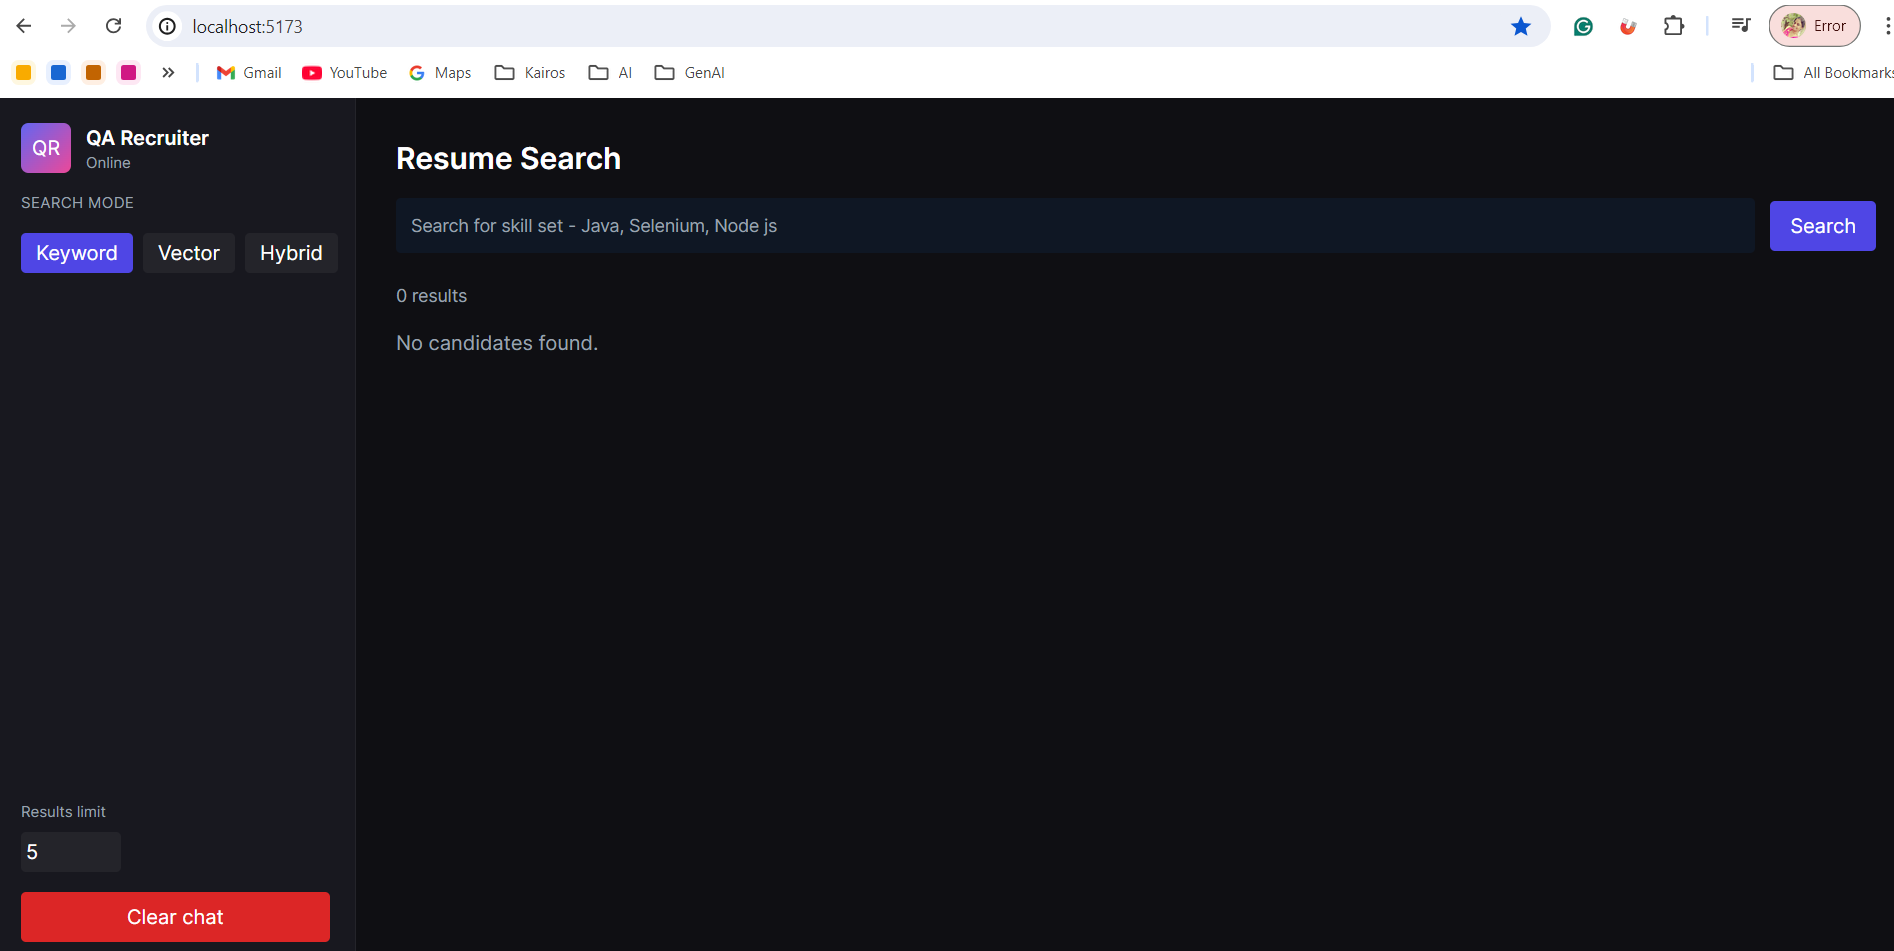 localhost:5173
Error
Gmail YouTube Maps Kairos AI GenAI All Bookmarks
QR
QA Recruiter
Online
SEARCH MODE
Keyword Vector Hybrid
Resume Search
Search for skill set - Java, Selenium, Node js
Search
0 results
No candidates found.
Results limit
5
Clear chat